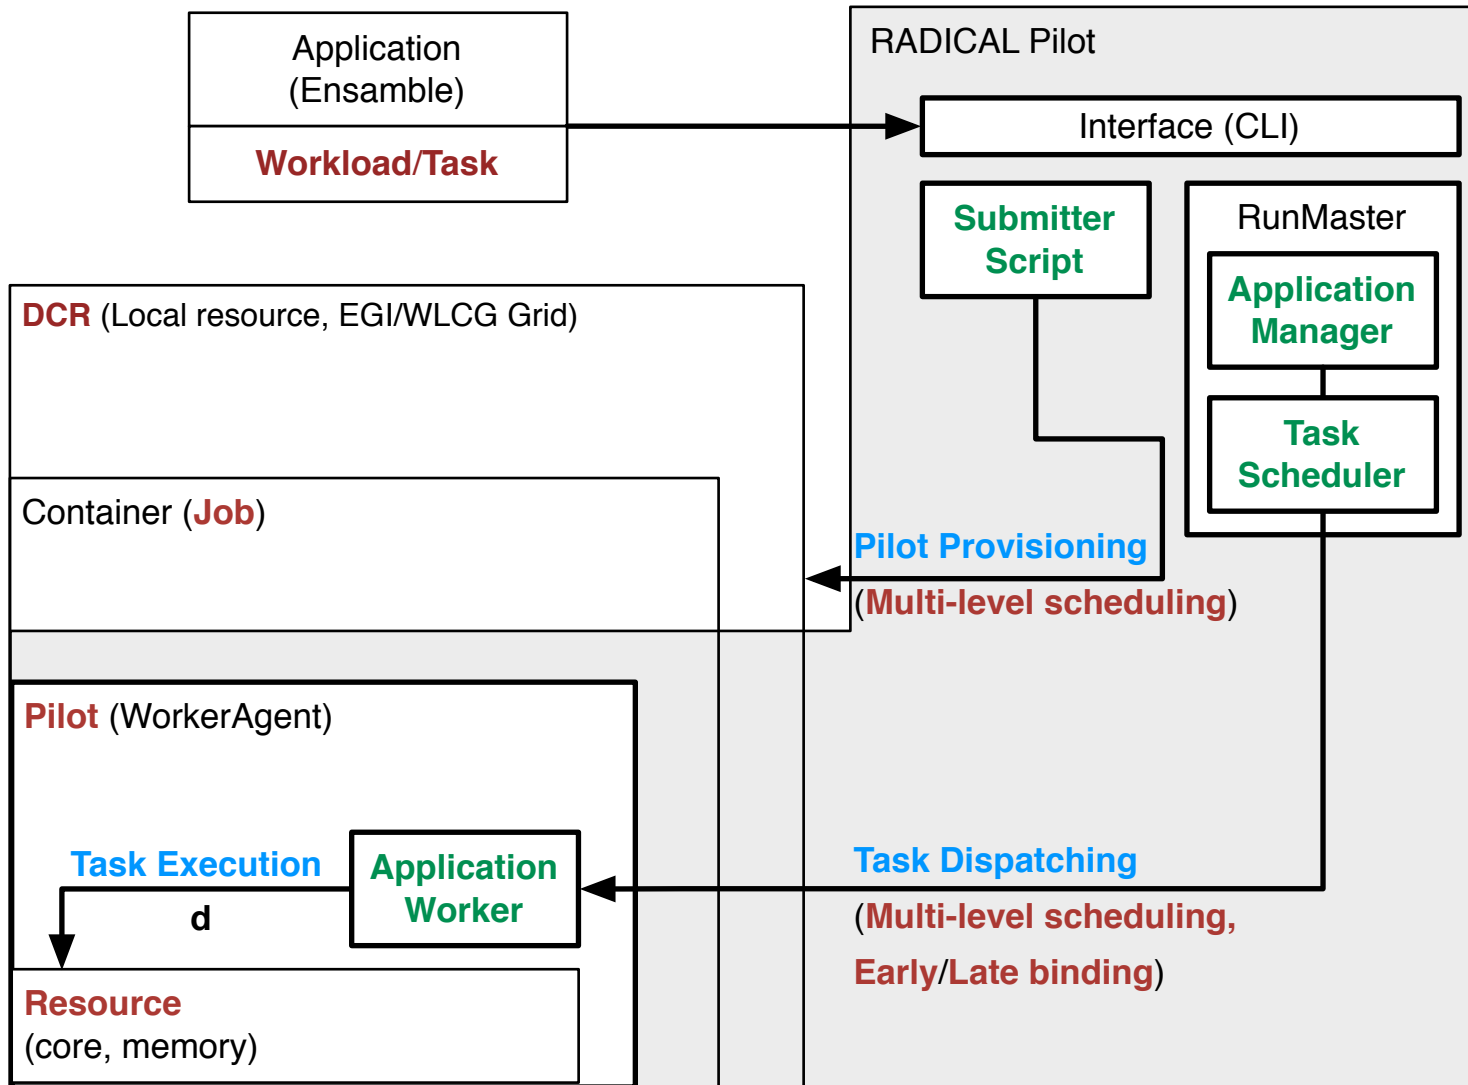 Application
(Ensamble)
Workload/Task
RADICAL Pilot
Interface (CLI)
Submitter
Script
RunMaster
Application
Manager
Task
Scheduler
DCR (Local resource, EGI/WLCG Grid)
Container (Job)
Pilot Provisioning
(Multi-level scheduling)
Pilot (WorkerAgent)
Task Execution
d
Application
Worker
Task Dispatching
(Multi-level scheduling,
Early/Late binding)
Resource
(core, memory)